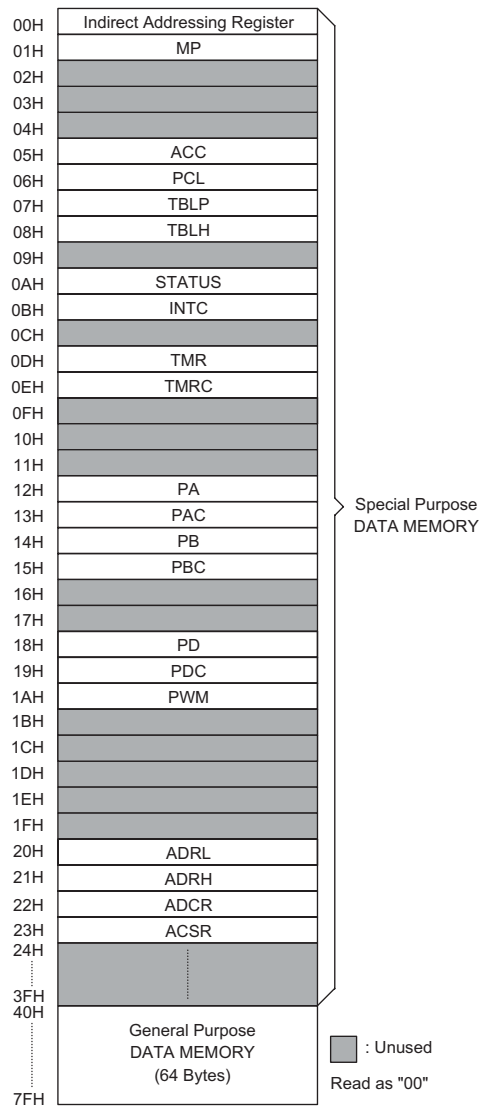 00H Indirect Addressing Register
01H MP
02H
03H
04H
05H ACC
06H PCL
07H TBLP
08H TBLH
09H
0AH STATUS
0BH INTC
0CH
0DH TMR
0EH TMRC
0FH
10H
11H
12H PA
13H PAC
14H PB
15H PBC
16H
17H
18H PD
19H PDC
1AH PWM
1BH
1CH
1DH
1EH
1FH
20H ADRL
21H ADRH
22H ADCR
23H ACSR
24H
3FH
40H
7FH
General Purpose
DATA MEMORY
(64 Bytes)
Special Purpose
DATA MEMORY
: Unused
Read as "00"